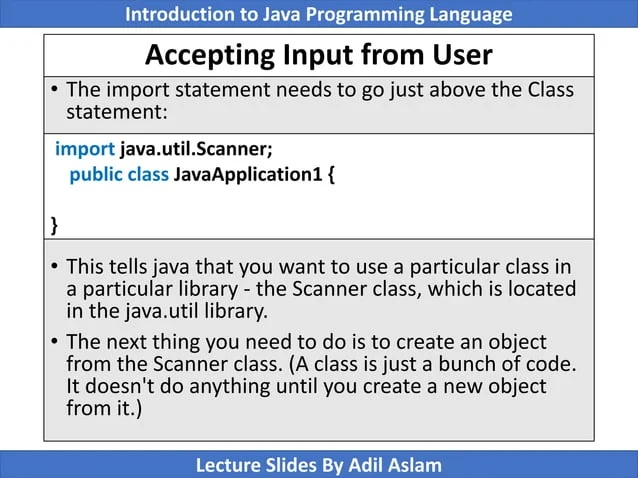 Introduction to Java Programming Language
Accepting Input from User
• The import statement needs to go just above the Class
statement:
import java.util.Scanner;
public class JavaApplication1 {
}
• This tells java that you want to use a particular class in
a particular library - the Scanner class, which is located
in the java.util library.
• The next thing you need to do is to create an object
from the Scanner class. (A class is just a bunch of code.
It doesn't do anything until you create a new object
from it.)
Lecture Slides By Adil Aslam